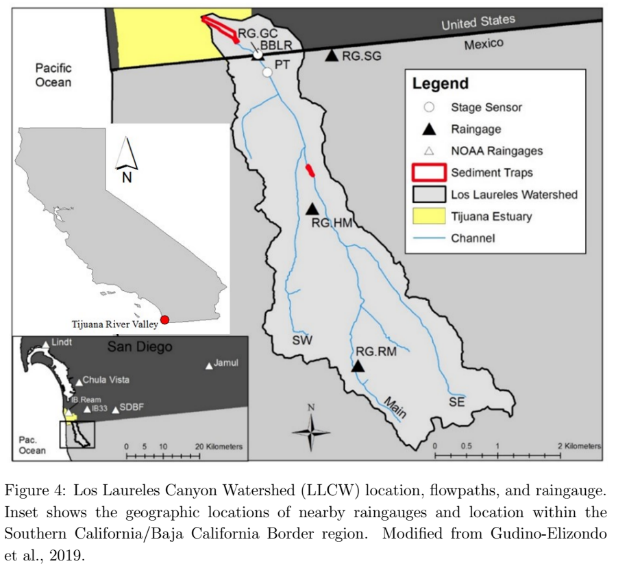 United States
Mexico
RG.GC
BBLR
RG.SG
PT
Pacific
Ocean
Legend
Stage Sensor
Raingage
NOAA Raingages
Sediment Traps
Los Laureles Watershed
Tijuana Estuary
Channel
N
RG.HM
Tijuana River Valley
SW
RG.RM
Main
SE
San Diego
Lindt
Jamul
Chula Vista
IB.Ream
IB33
SDBF
Pac.
Ocean
0 5 10 20 Kilometers
N
0 0.5 1 2 Kilometers
Figure 4: Los Laureles Canyon Watershed (LLCW) location, flowpaths, and raingauge.
Inset shows the geographic locations of nearby raingauges and location within the
Southern California/Baja California Border region. Modified from Gudino-Elizondo
et al., 2019.